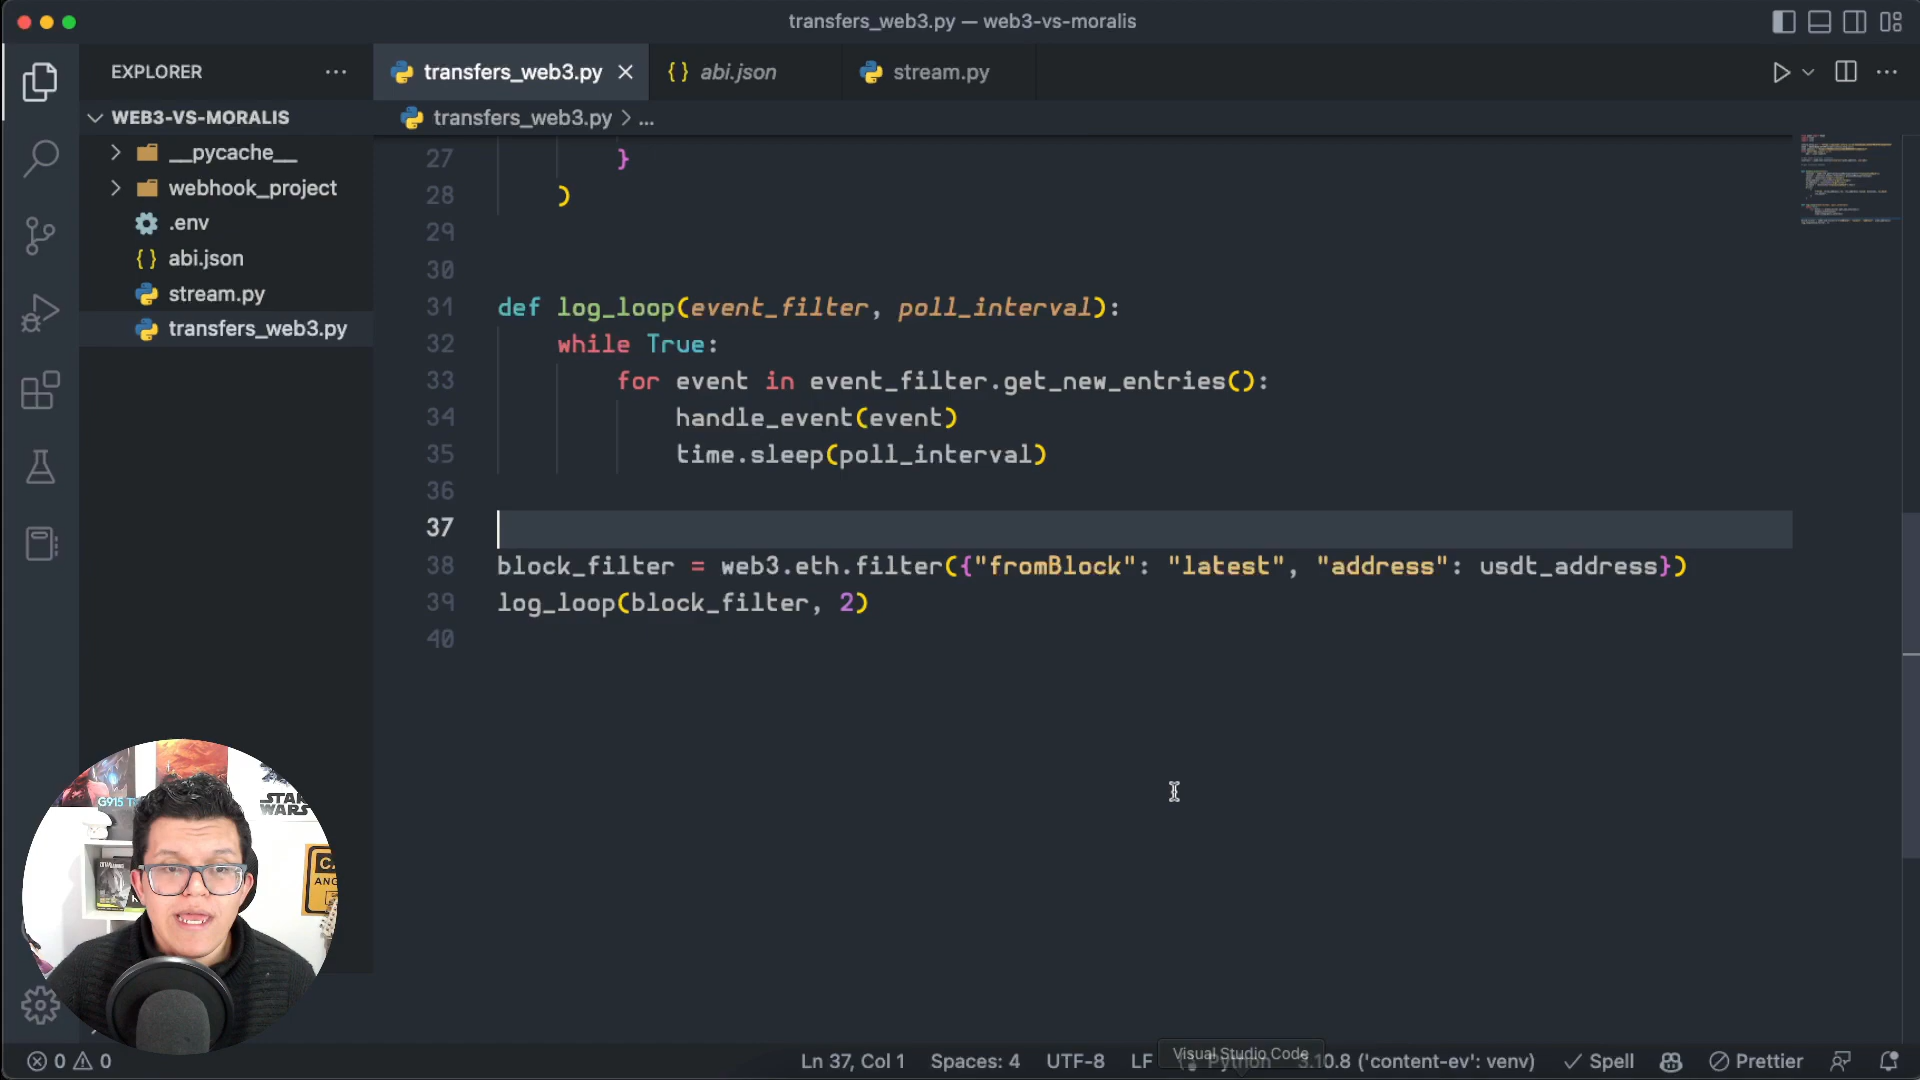 transfers_web3.py — web3-vs-moralis
EXPLORER
transfers_web3.py
abi.json
stream.py
WEB3-VS-MORALIS
transfers_web3.py > ...
__pycache__
webhook_project
.env
abi.json
stream.py
transfers_web3.py
27 }
28 )
29
30
31 def log_loop(event_filter, poll_interval):
32 while True:
33 for event in event_filter.get_new_entries():
34 handle_event(event)
35 time.sleep(poll_interval)
36
37
38 block_filter = web3.eth.filter({"fromBlock": "latest", "address": usdt_address})
39 log_loop(block_filter, 2)
40
G915
STAR
WARS
0 0
Ln 37, Col 1
Spaces: 4
UTF-8
LF
Visual Studio Code
Python
3.10.8 ('content-ev': venv)
Spell
Prettier